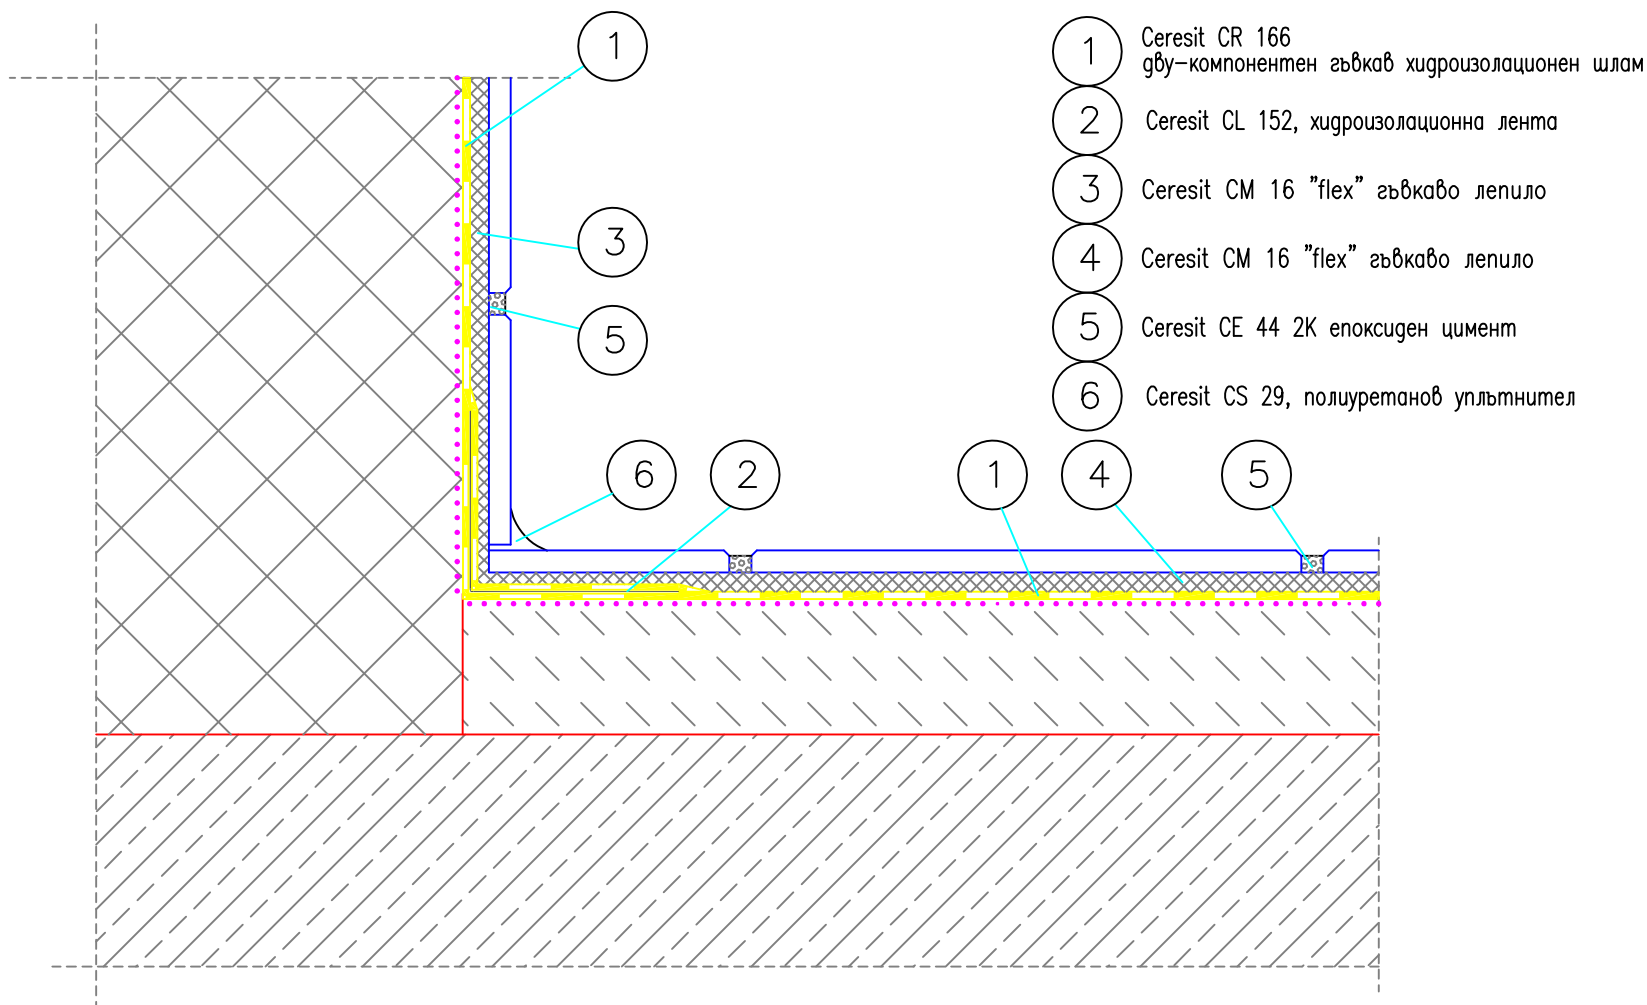 1
Ceresit CR 166
дву-компонентен гъвкав хидроизолационен шлам
2
Ceresit CL 152, хидроизолационна лента
3
Ceresit CM 16 "flex" гъвкаво лепило
4
Ceresit CM 16 "flex" гъвкаво лепило
5
Ceresit CE 44 2K епоксиден цимент
6
Ceresit CS 29, полиуретанов уплътнител
1
3
5
6
2
1
4
5